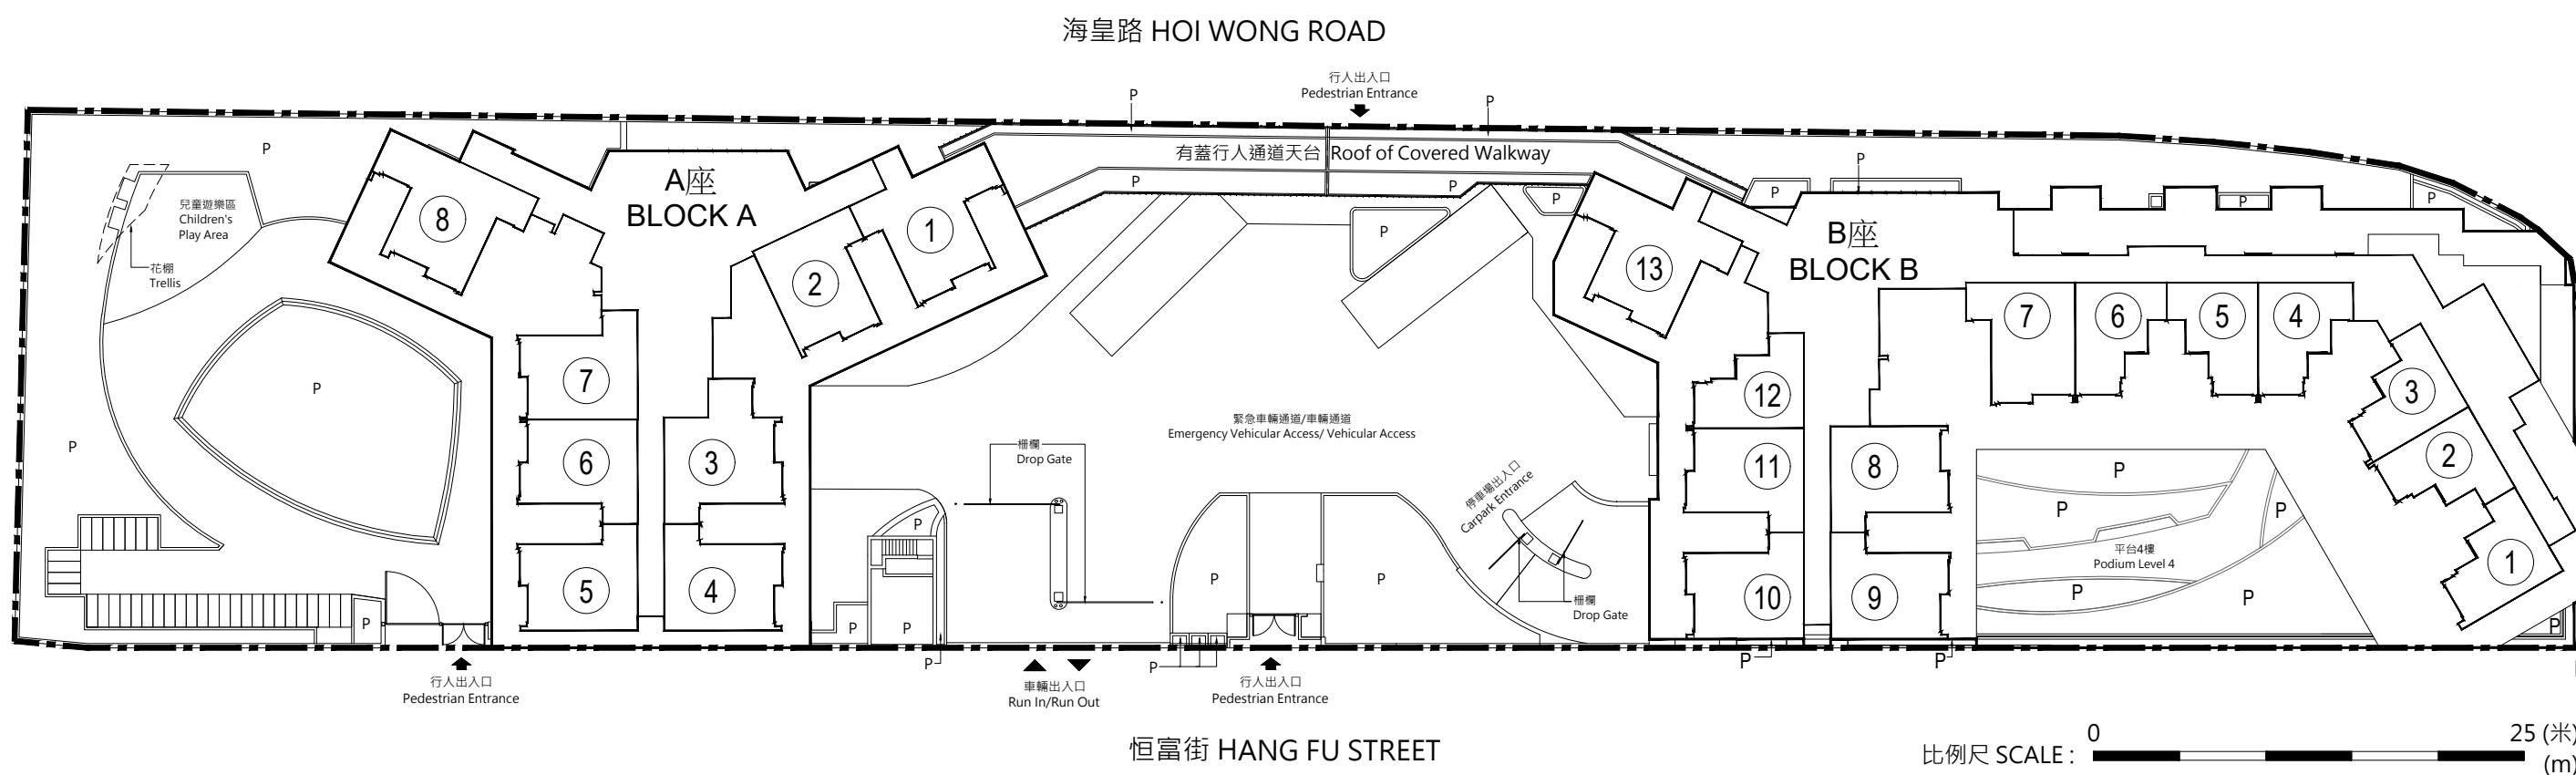 海皇路 HOI WONG ROAD
行人出入口
Pedestrian Entrance
P
P
P
有蓋行人通道天台 Roof of Covered Walkway
P
A座
BLOCK A
P
P
P
P
P
P
兒童遊樂區
Children's
Play Area
8
1
P
B座
BLOCK B
花棚
Trellis
2
13
7
6
5
4
7
P
12
3
緊急車輛通道/車輛通道
Emergency Vehicular Access/ Vehicular Access
P
柵欄
Drop Gate
6
3
11
8
2
停車場出入口
Carpark Entrance
P
P
P
P
平台4樓
Podium Level 4
1
5
4
P
P
10
9
P
P
柵欄
Drop Gate
P
P
P
P
P
P
P
P
行人出入口
Pedestrian Entrance
車輛出入口
Run In/Run Out
行人出入口
Pedestrian Entrance
恒富街 HANG FU STREET
比例尺 SCALE :
0
25 (米)
(m)